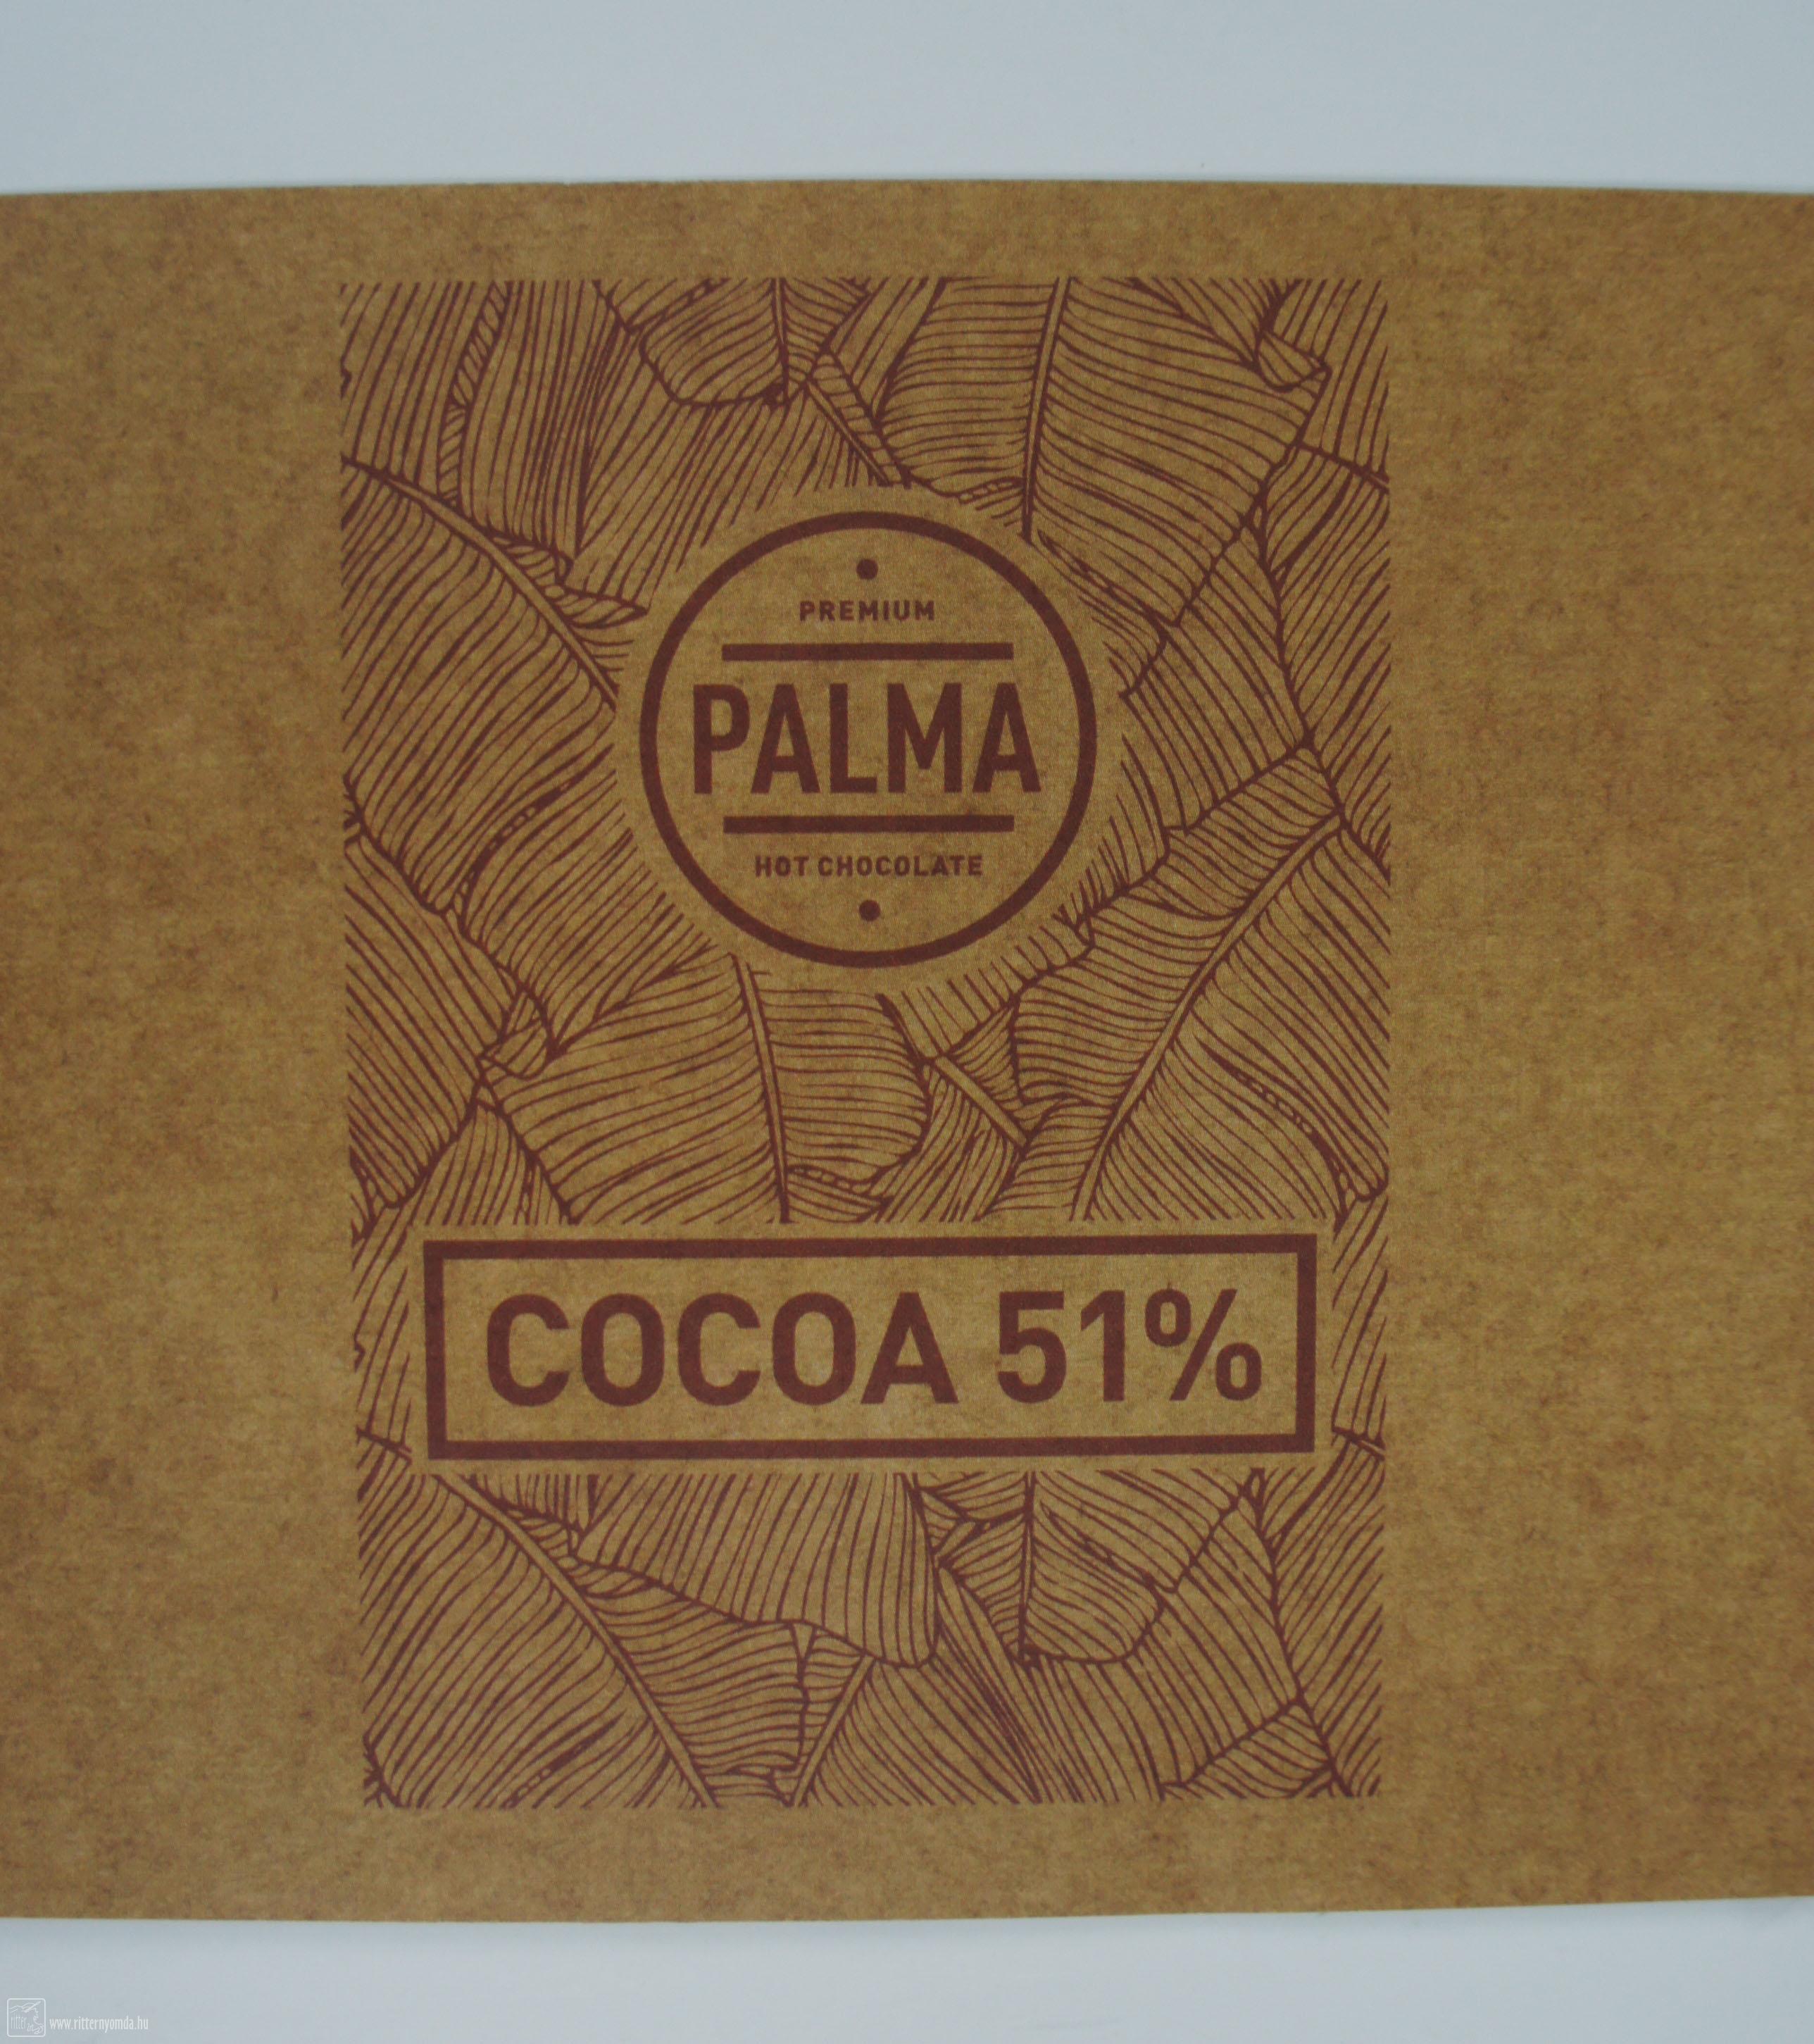 PREMIUM
PALMA
HOT CHOCOLATE
COCOA 51%
www.ritternyomda.hu